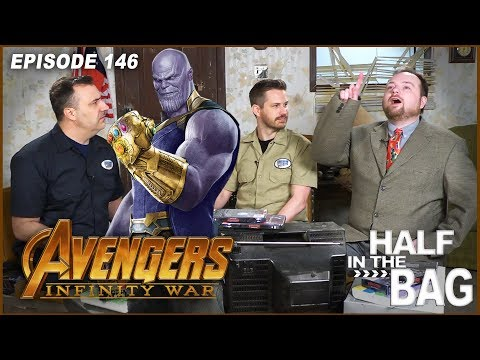 EPISODE 146
AVENGERS
INFINITY WAR
HALF
IN THE
BAG